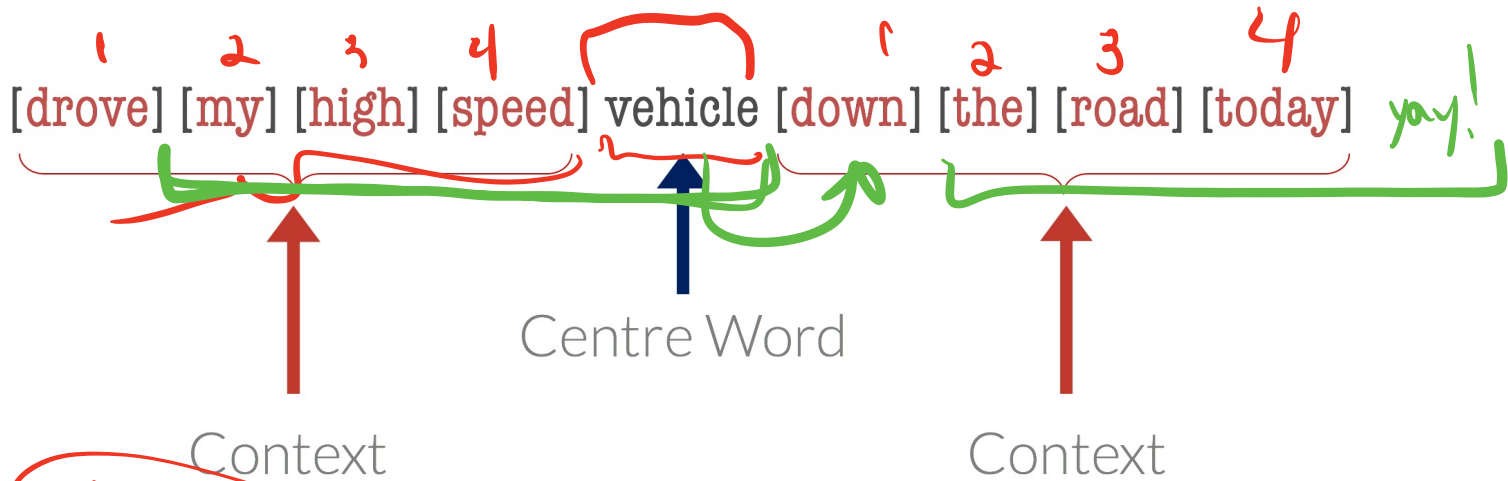 1 2 3 4 1 2 3 4
[drove] [my] [high] [speed] vehicle [down] [the] [road] [today] yay!
Centre Word
Context Context